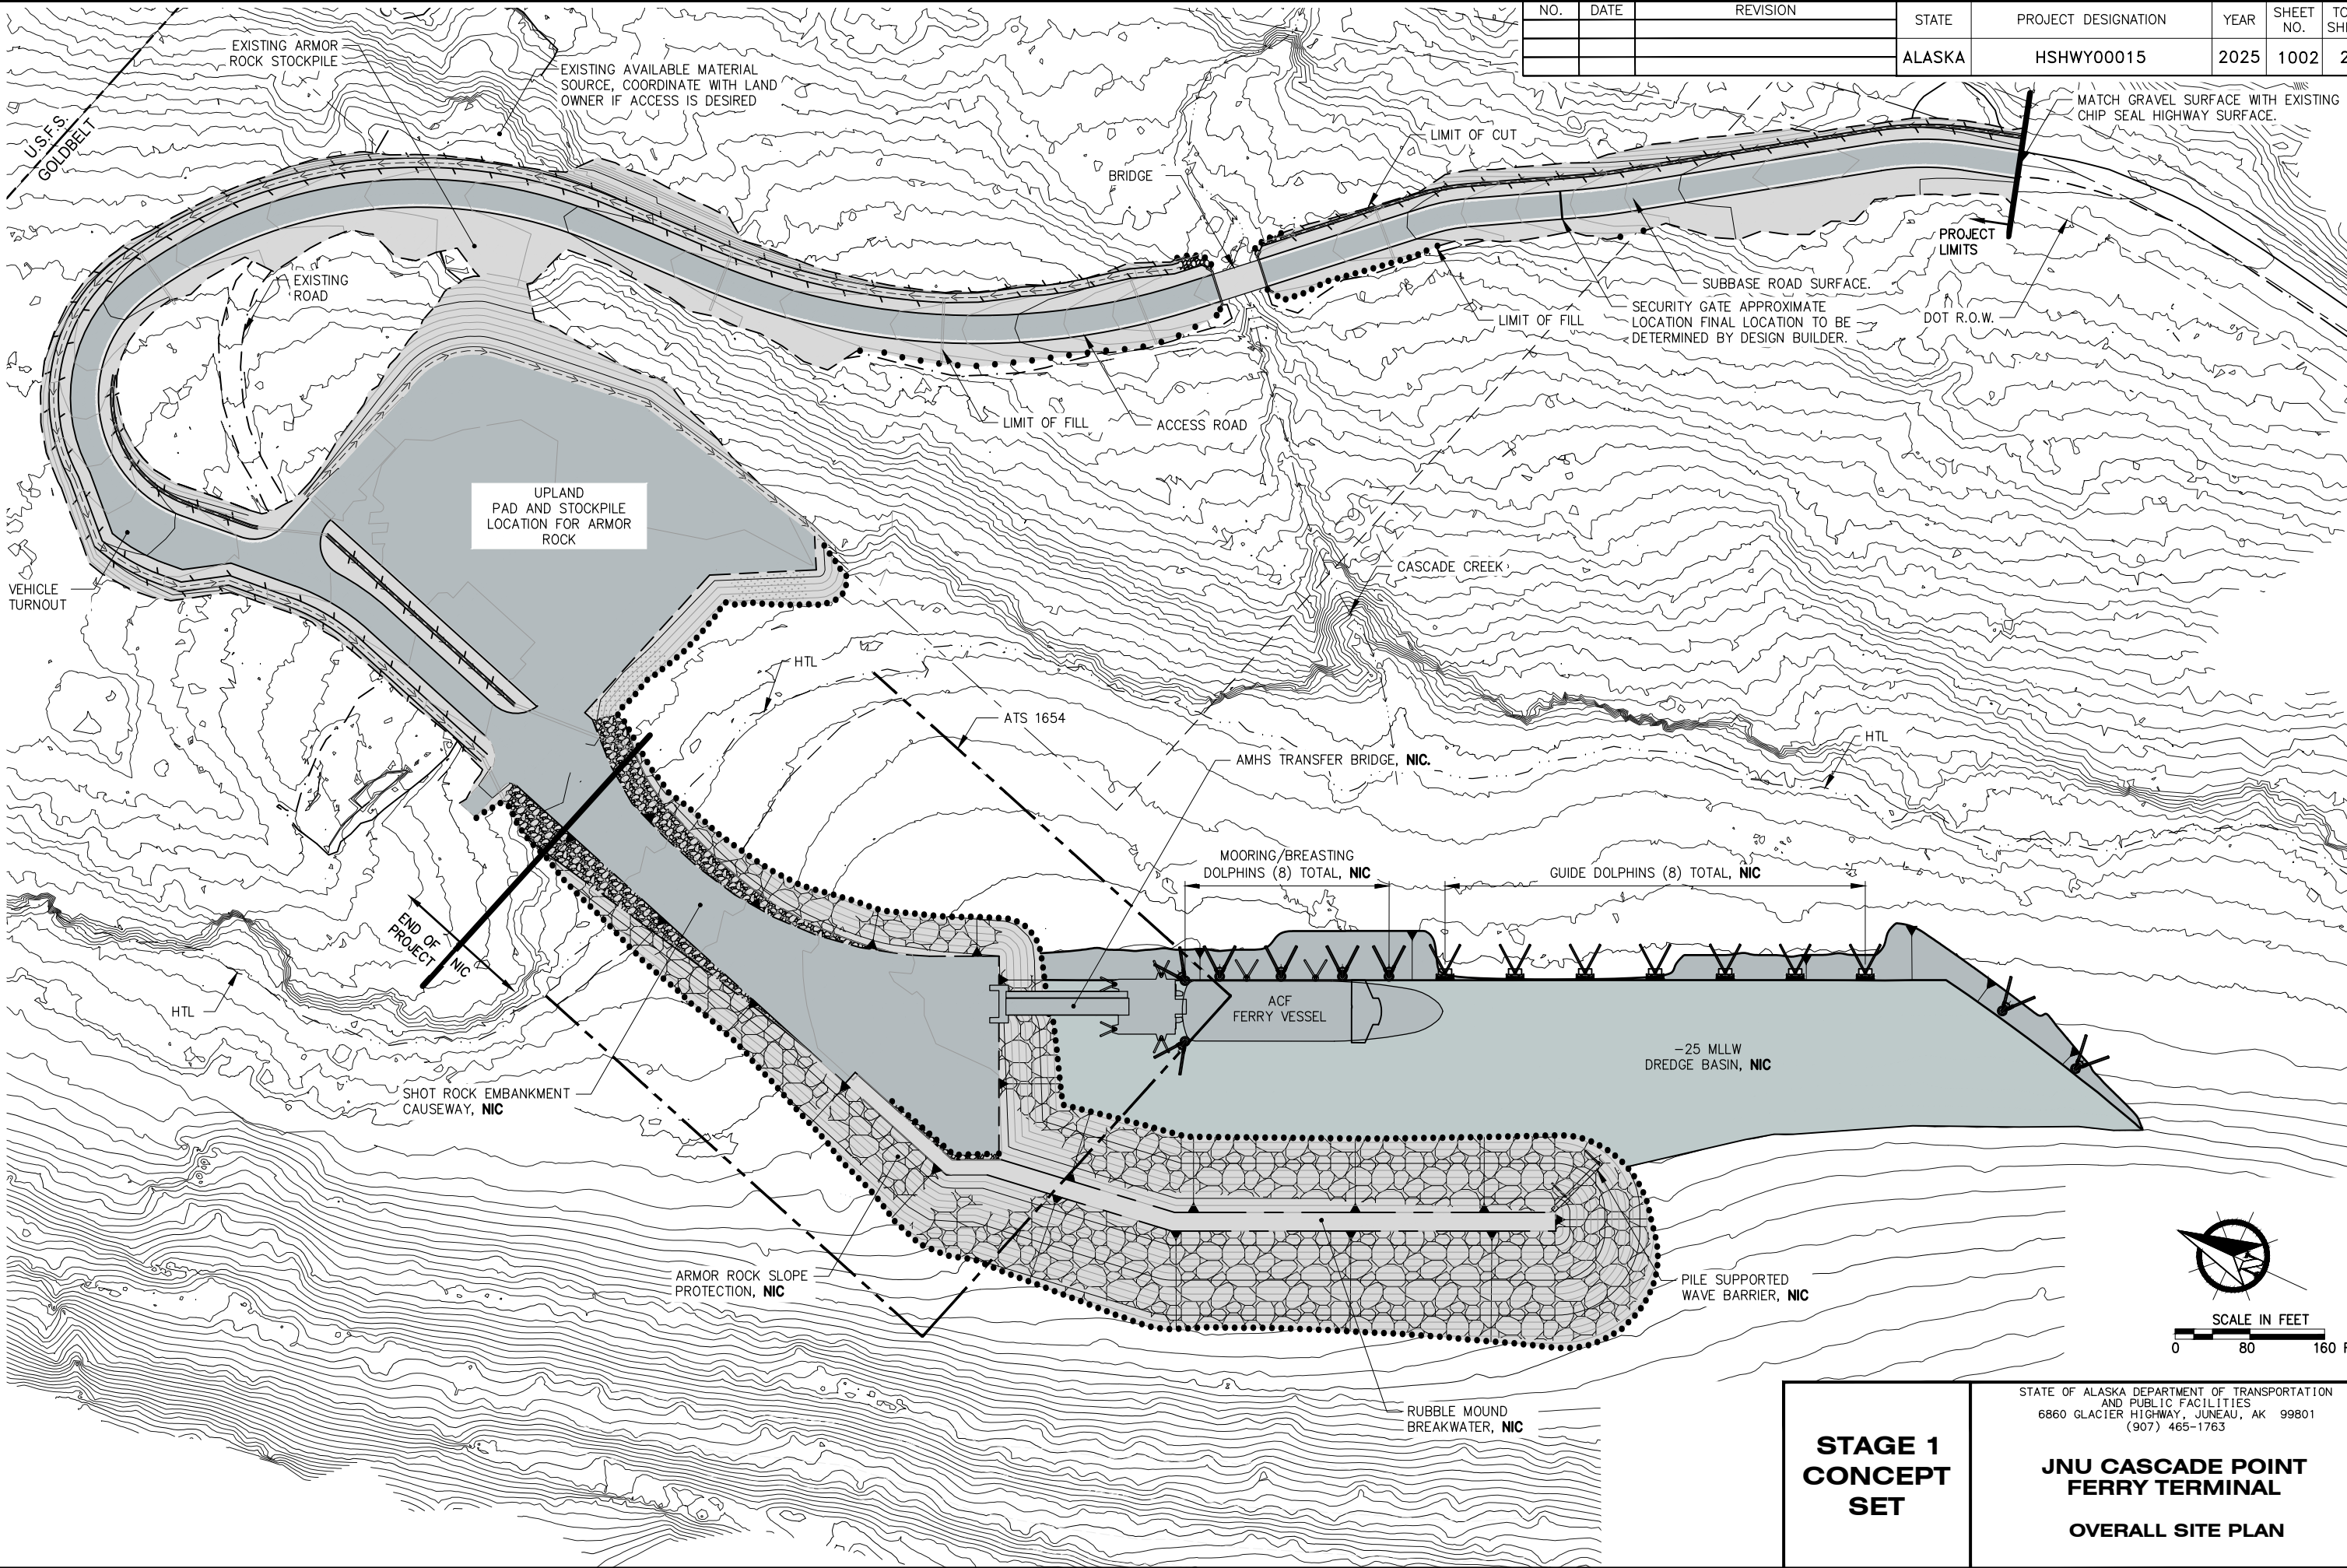 NO.
DATE
REVISION
STATE
PROJECT DESIGNATION
YEAR
SHEET
NO.
ALASKA
HSHWY00015
2025
1002
EXISTING ARMOR
ROCK STOCKPILE
EXISTING AVAILABLE MATERIAL
SOURCE, COORDINATE WITH LAND
OWNER IF ACCESS IS DESIRED
U.S.F.S.
GOLDBELT
MATCH GRAVEL SURFACE WITH EXISTING
CHIP SEAL HIGHWAY SURFACE.
LIMIT OF CUT
BRIDGE
PROJECT
LIMITS
EXISTING
ROAD
SUBBASE ROAD SURFACE.
SECURITY GATE APPROXIMATE
LOCATION FINAL LOCATION TO BE
DETERMINED BY DESIGN BUILDER.
DOT R.O.W.
LIMIT OF FILL
LIMIT OF FILL
ACCESS ROAD
UPLAND
PAD AND STOCKPILE
LOCATION FOR ARMOR
ROCK
CASCADE CREEK
VEHICLE
TURNOUT
HTL
ATS 1654
HTL
AMHS TRANSFER BRIDGE, NIC.
MOORING/BREASTING
DOLPHINS (8) TOTAL, NIC
GUIDE DOLPHINS (8) TOTAL, NIC
END OF
PROJECT
NIC
HTL
ACF
FERRY VESSEL
-25 MLLW
DREDGE BASIN, NIC
SHOT ROCK EMBANKMENT
CAUSEWAY, NIC
ARMOR ROCK SLOPE
PROTECTION, NIC
PILE SUPPORTED
WAVE BARRIER, NIC
RUBBLE MOUND
BREAKWATER, NIC
SCALE IN FEET
0
80
160
STAGE 1
CONCEPT
SET
STATE OF ALASKA DEPARTMENT OF TRANSPORTATION
AND PUBLIC FACILITIES
6860 GLACIER HIGHWAY, JUNEAU, AK 99801
(907) 465-1763
JNU CASCADE POINT
FERRY TERMINAL
OVERALL SITE PLAN